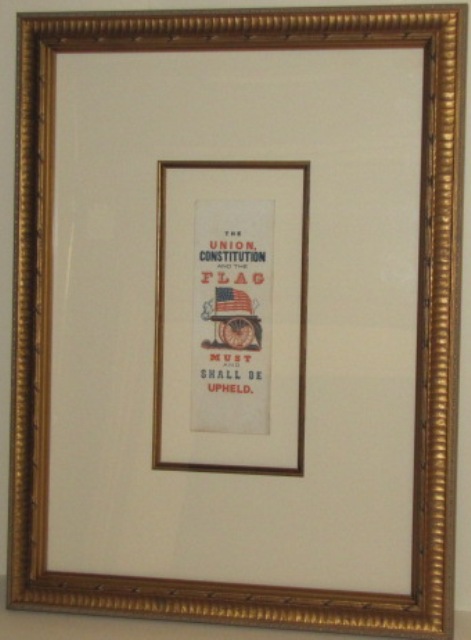 THE
UNION,
CONSTITUTION
AND THE
FLAG
MUST
AND
SHALL BE
UPHELD.